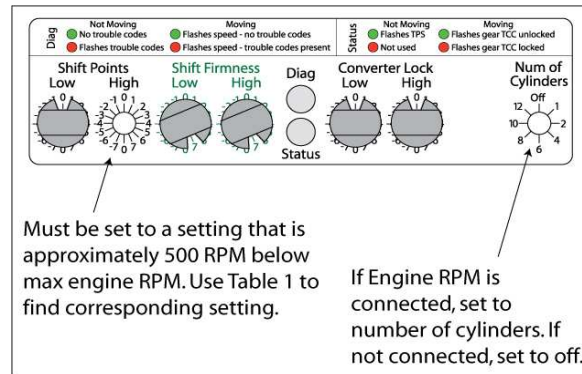 Diag
Not Moving
No trouble codes
Flashes trouble codes
Moving
Flashes speed - no trouble codes
Flashes speed - trouble codes present
Status
Not Moving
Flashes TPS
Not used
Moving
Flashes gear TCC unlocked
Flashes gear TCC locked
Shift Points
Low High
Shift Firmness
Low High
Diag
Status
Converter Lock
Low High
Num of
Cylinders
Off
12 2
10 4
8 6
Must be set to a setting that is
approximately 500 RPM below
max engine RPM. Use Table 1 to
find corresponding setting.
If Engine RPM is
connected, set to
number of cylinders. If
not connected, set to off.